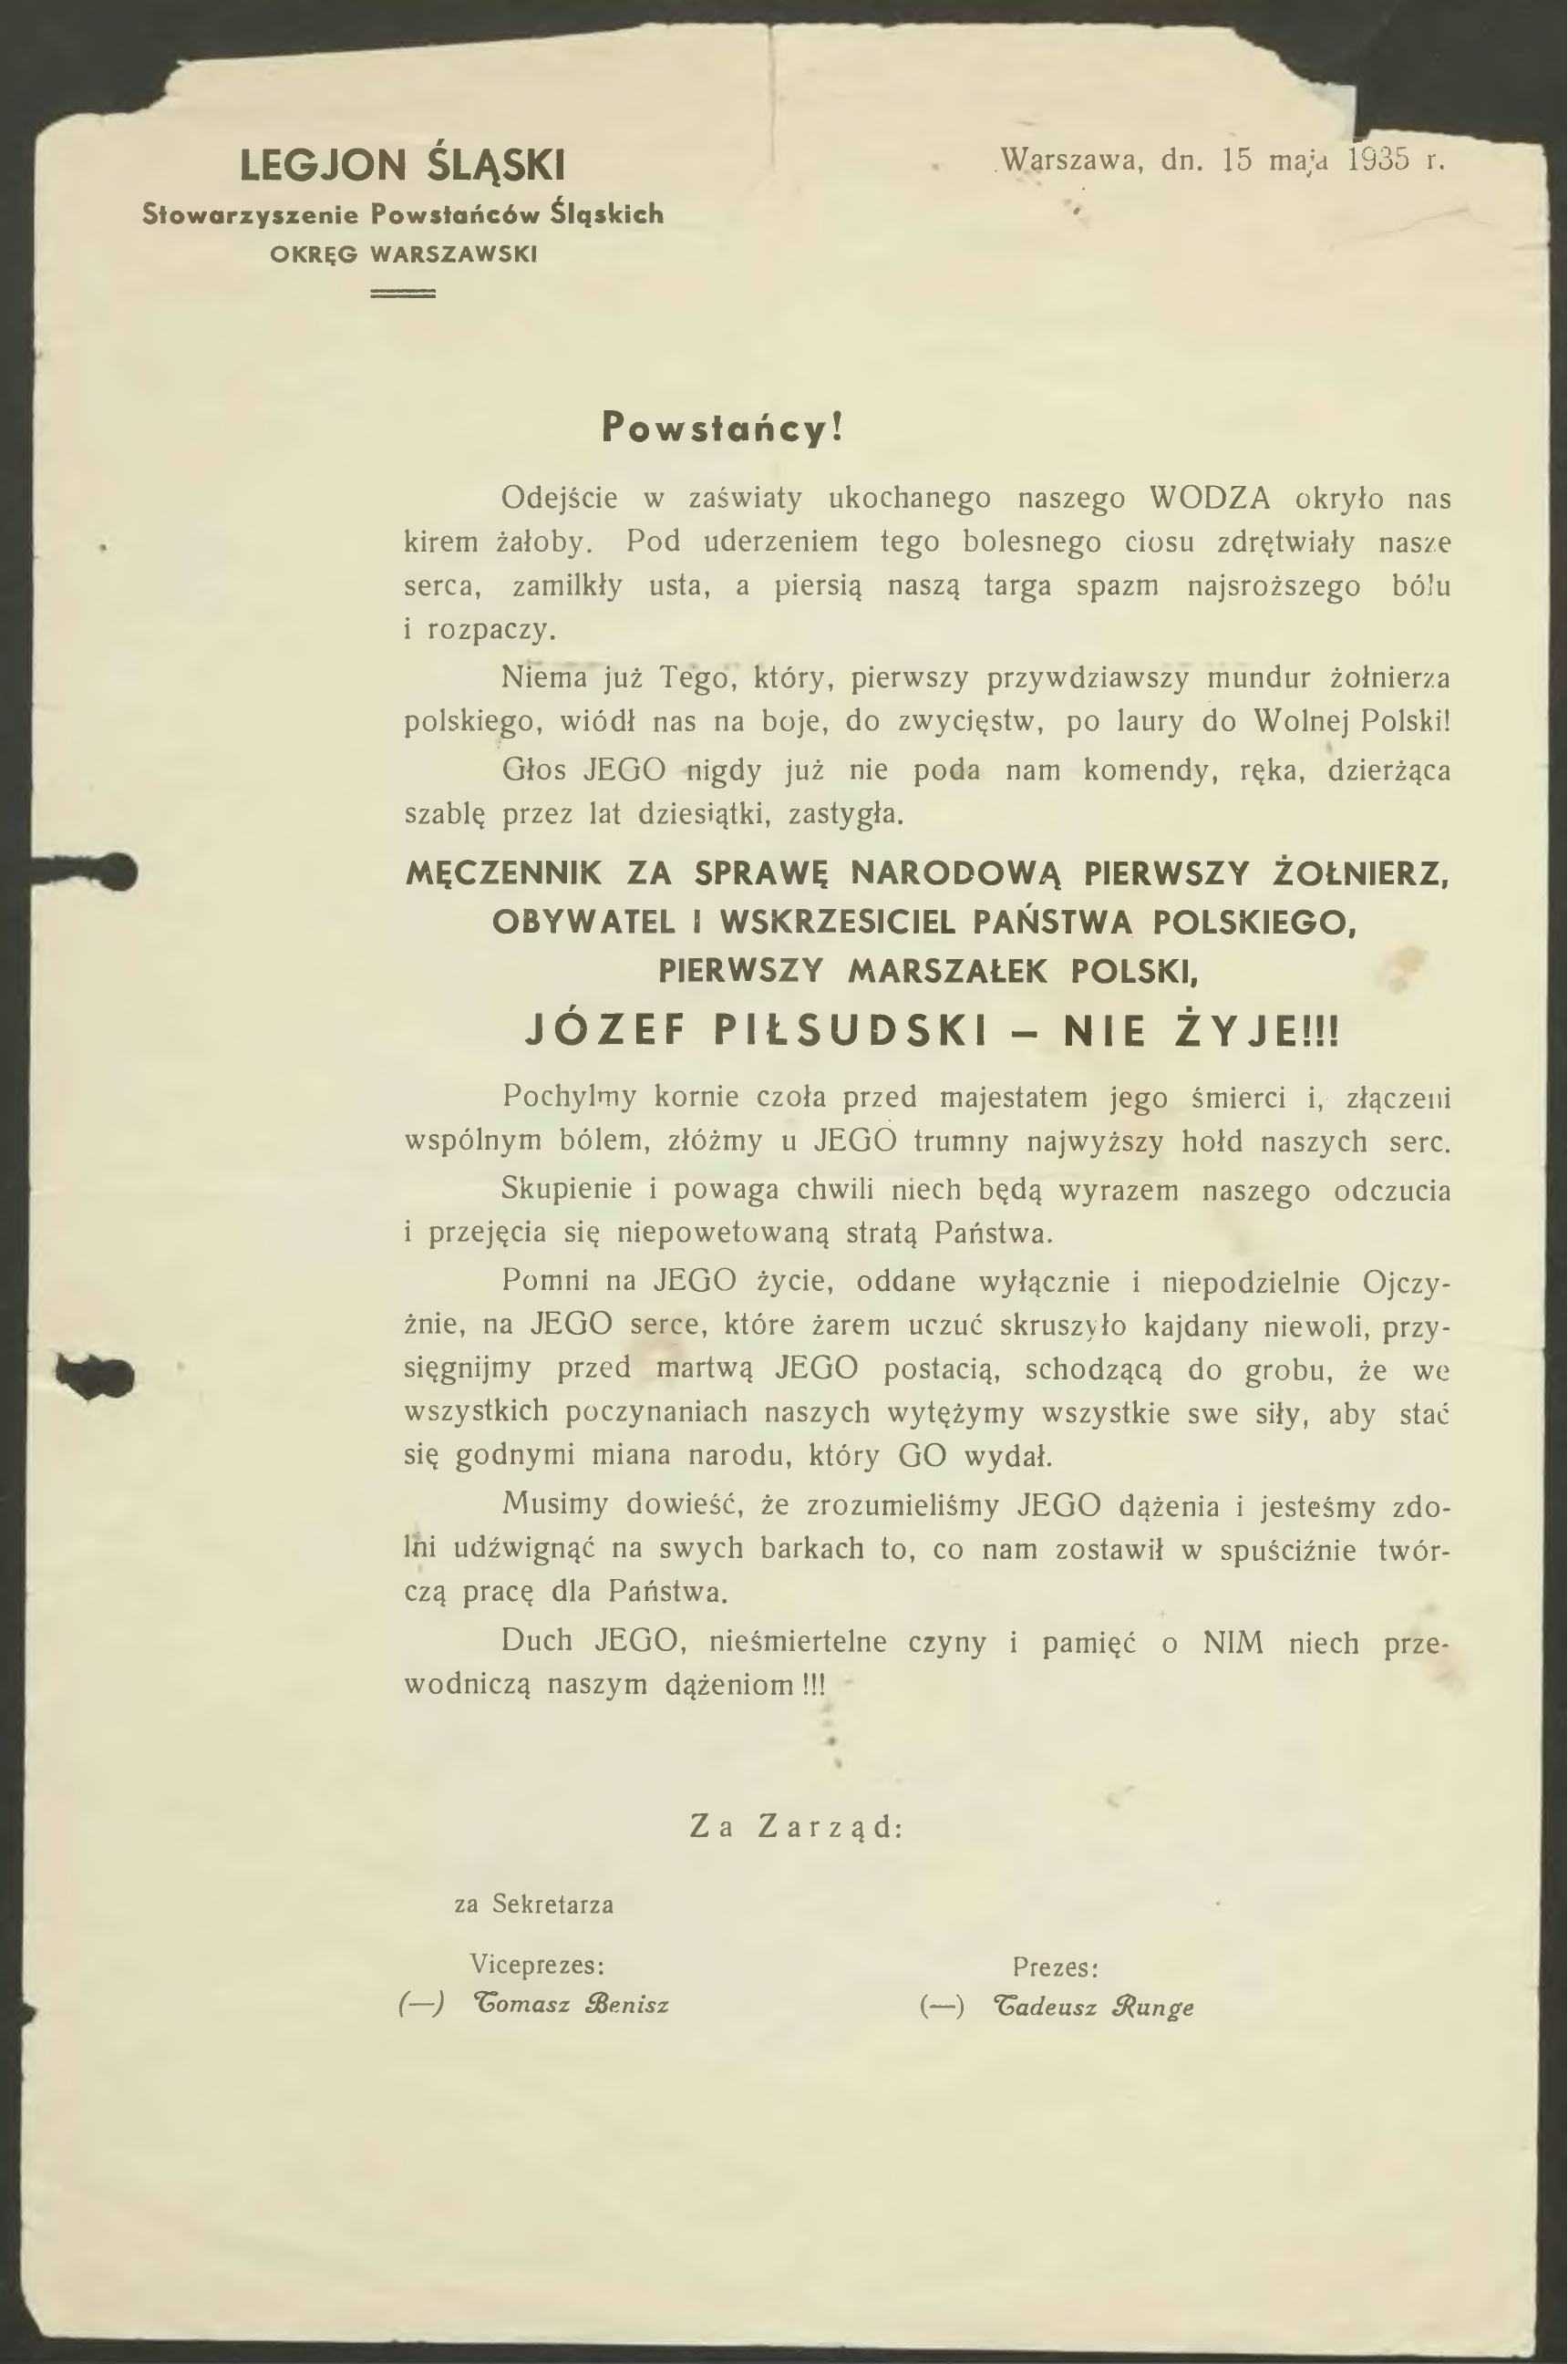 LEGJON ŚLĄSKI
Stowarzyszenie Powstańców Śląskich
OKRĘG WARSZAWSKI
Warszawa, dn. 15 maja 1935 r.
Powstańcy!
Odejście w zaświaty ukochanego naszego WODZA okryło nas
kirem żałoby. Pod uderzeniem tego bolesnego ciosu zdrętwiały nasze
serca, zamilkły usta, a piersią naszą targa spazm najsroższego bólu
i rozpaczy.
Niema już Tego, który, pierwszy przywdziawszy mundur żołnierza
polskiego, wiódł nas na boje, do zwycięstw, po laury do Wolnej Polski!
Głos JEGO nigdy już nie poda nam komendy, ręka, dzierżąca
szablę przez lat dziesiątki, zastygła.
MĘCZENNIK ZA SPRAWĘ NARODOWĄ PIERWSZY ŻOŁNIERZ,
OBYWATEL I WSKRZESICIEL PAŃSTWA POLSKIEGO,
PIERWSZY MARSZAŁEK POLSKI,
JÓZEF PIŁSUDSKI – NIE ŻYJE!!!
Pochylmy kornie czoła przed majestatem jego śmierci i, złączeni
wspólnym bólem, złóżmy u JEGO trumny najwyższy hołd naszych serc.
Skupienie i powaga chwili niech będą wyrazem naszego odczucia
i przejęcia się niepowetowaną stratą Państwa.
Pomni na JEGO życie, oddane wyłącznie i niepodzielnie Ojczy-
źnie, na JEGO serce, które żarem uczuć skruszyło kajdany niewoli, przy-
sięgnijmy przed martwą JEGO postacią, schodzącą do grobu, że we
wszystkich poczynaniach naszych wytężymy wszystkie swe siły, aby stać
się godnymi miana narodu, który GO wydał.
Musimy dowieść, że zrozumieliśmy JEGO dążenia i jesteśmy zdo-
lni udźwignąć na swych barkach to, co nam zostawił w spuściźnie twór-
czą pracę dla Państwa.
Duch JEGO, nieśmiertelne czyny i pamięć o NIM niech prze-
wodniczą naszym dążeniom !!!
Za Zarząd:
za Sekretarza
Viceprezes:
(—) Tomasz Benisz
Prezes:
(—) Tadeusz Runge